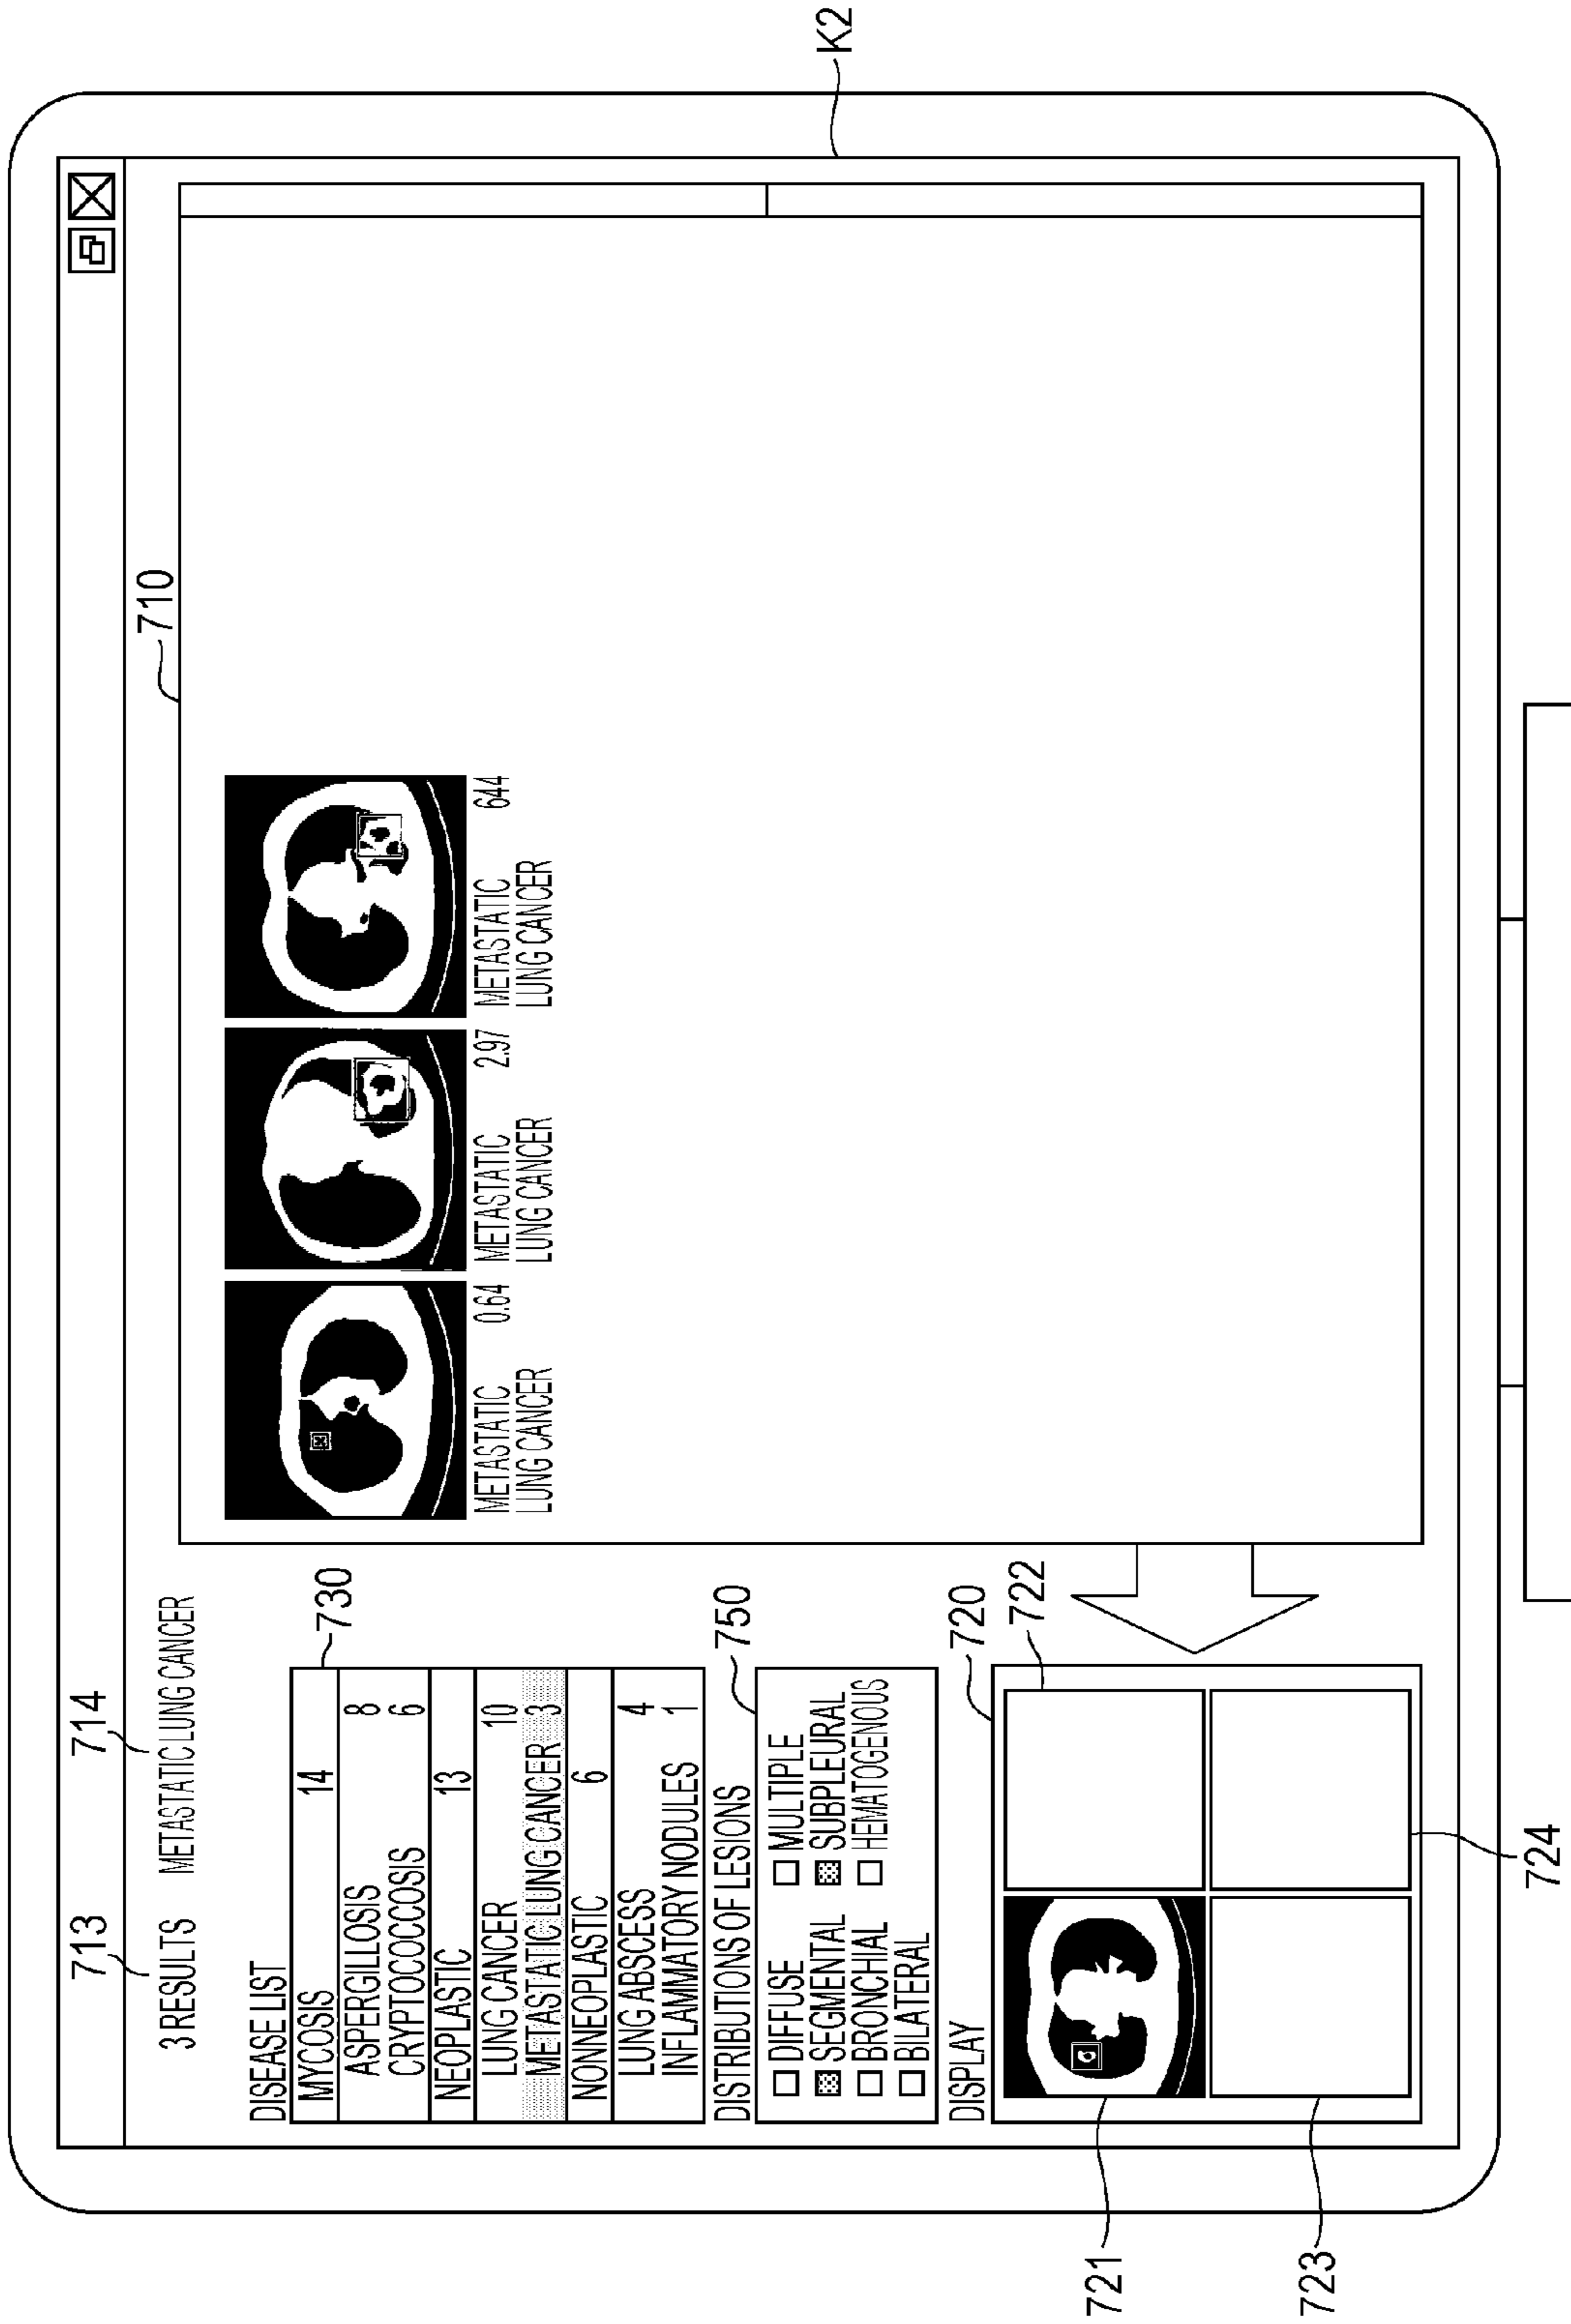 713
714
3 RESULTS METASTATIC LUNG CANCER
710
K2
DISEASE LIST
730
MYCOSIS 14
ASPERGILLOSIS 8
CRYPTOCOCCOSIS 6
NEOPLASTIC 13
LUNG CANCER 10
METASTATIC LUNG CANCER 3
NONNEOPLASTIC 6
LUNG ABSCESS 4
INFLAMMATORY NODULES 1
DISTRIBUTIONS OF LESIONS
750
DIFFUSE MULTIPLE
SEGMENTAL SUBPLEURAL
BRONCHIAL HEMATOGENOUS
BILATERAL
DISPLAY
720
722
721
723
724
METASTATIC 0.64
LUNG CANCER
METASTATIC 2.97
LUNG CANCER
METASTATIC 644
LUNG CANCER